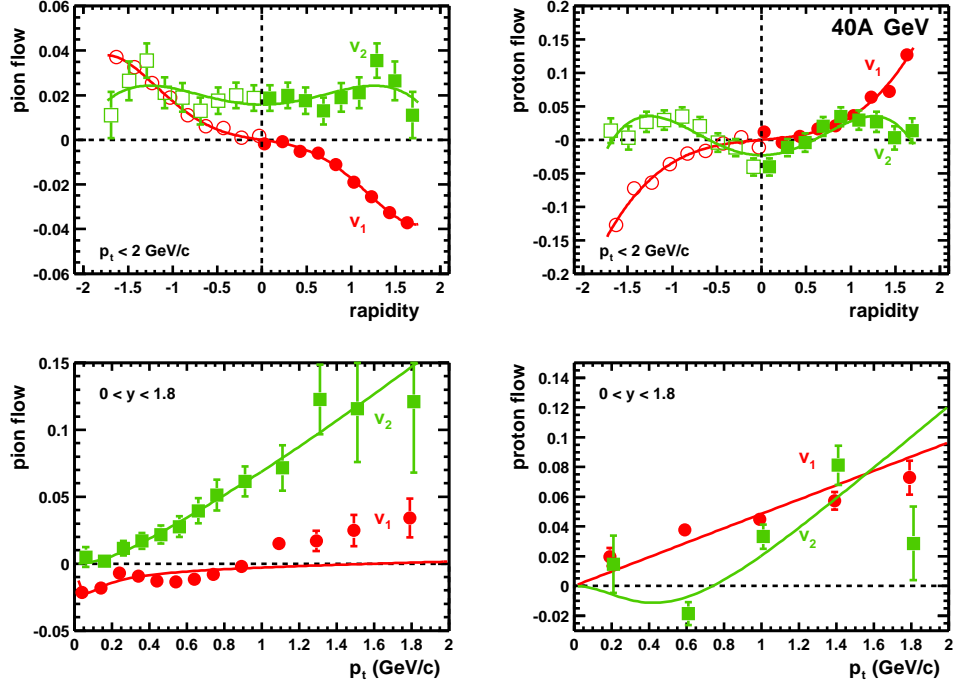 pion flow
0.06
0.04
0.02
0
-0.02
-0.04
-0.06
v2
v1
pt < 2 GeV/c
-2 -1.5 -1 -0.5 0 0.5 1 1.5 2
rapidity
proton flow
0.2
0.15
0.1
0.05
0
-0.05
-0.1
-0.15
-0.2
40A GeV
v1
v2
pt < 2 GeV/c
-2 -1.5 -1 -0.5 0 0.5 1 1.5 2
rapidity
pion flow
0.15
0.1
0.05
0
-0.05
0 < y < 1.8
v2
v1
0 0.2 0.4 0.6 0.8 1 1.2 1.4 1.6 1.8 2
pt (GeV/c)
proton flow
0.14
0.12
0.1
0.08
0.06
0.04
0.02
0
-0.02
0 < y < 1.8
v1
v2
0 0.2 0.4 0.6 0.8 1 1.2 1.4 1.6 1.8 2
pt (GeV/c)